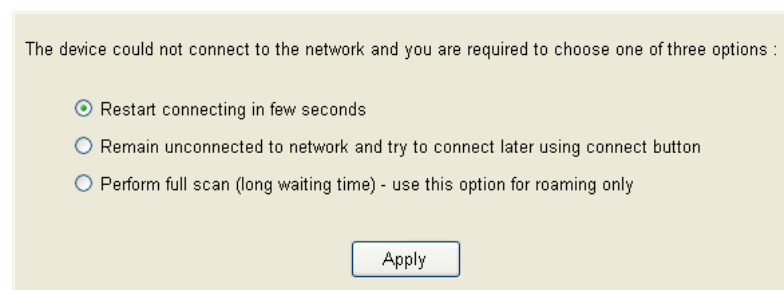 The device could not connect to the network and you are required to choose one of three options :
Restart connecting in few seconds
Remain unconnected to network and try to connect later using connect button
Perform full scan (long waiting time) - use this option for roaming only
Apply